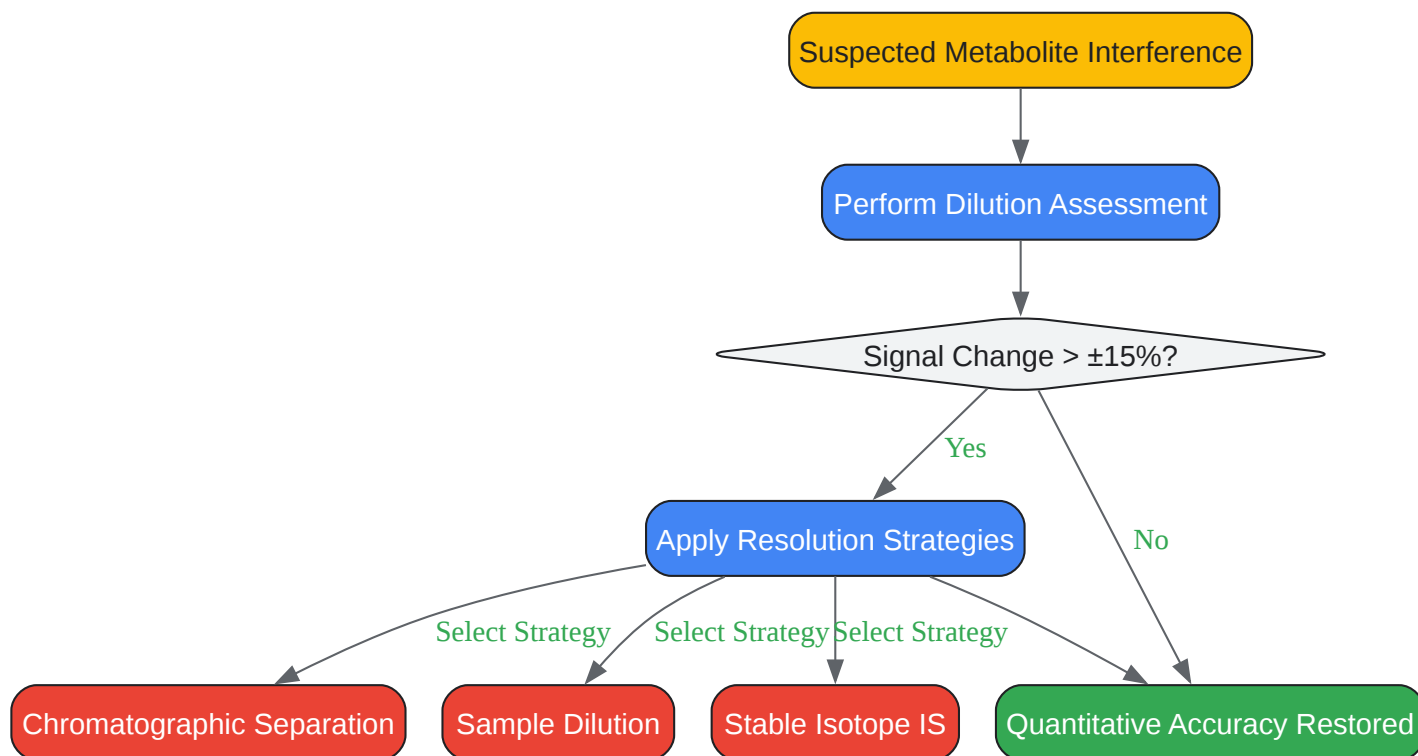 Suspected Metabolite Interference
Perform Dilution Assessment
Signal Change > ±15%?
Yes
Apply Resolution Strategies
No
Select Strategy
Select Strategy
Select Strategy
Chromatographic Separation
Sample Dilution
Stable Isotope IS
Quantitative Accuracy Restored